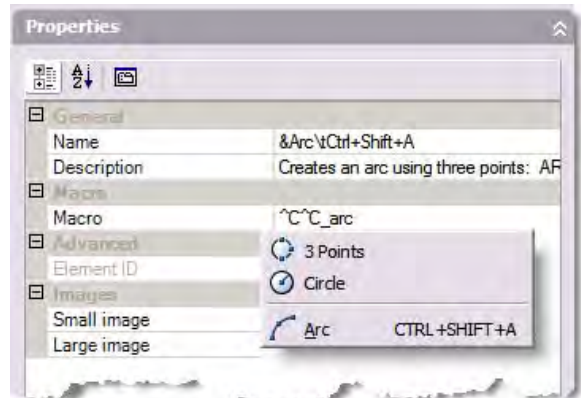 Properties
General
Name &Arc\tCtrl+Shift+A
Description Creates an arc using three points: AR
Macro
Macro ^C^C_arc
Advanced
Element ID
Images
Small image
Large image
3 Points
Circle
Arc CTRL+SHIFT+A